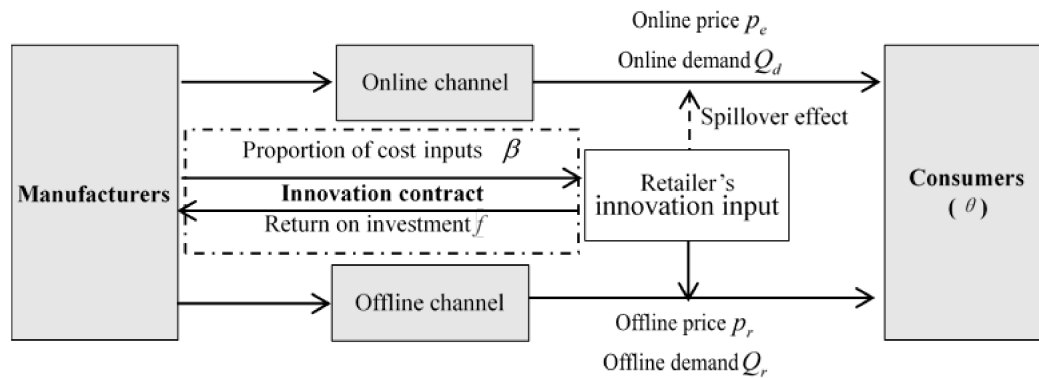 Online price p_e
Online demand Q_d
Online channel
Spillover effect
Proportion of cost inputs β
Manufacturers
Innovation contract
Return on investment f
Retailer's
innovation input
Consumers
( θ )
Offline channel
Offline price p_r
Offline demand Q_r